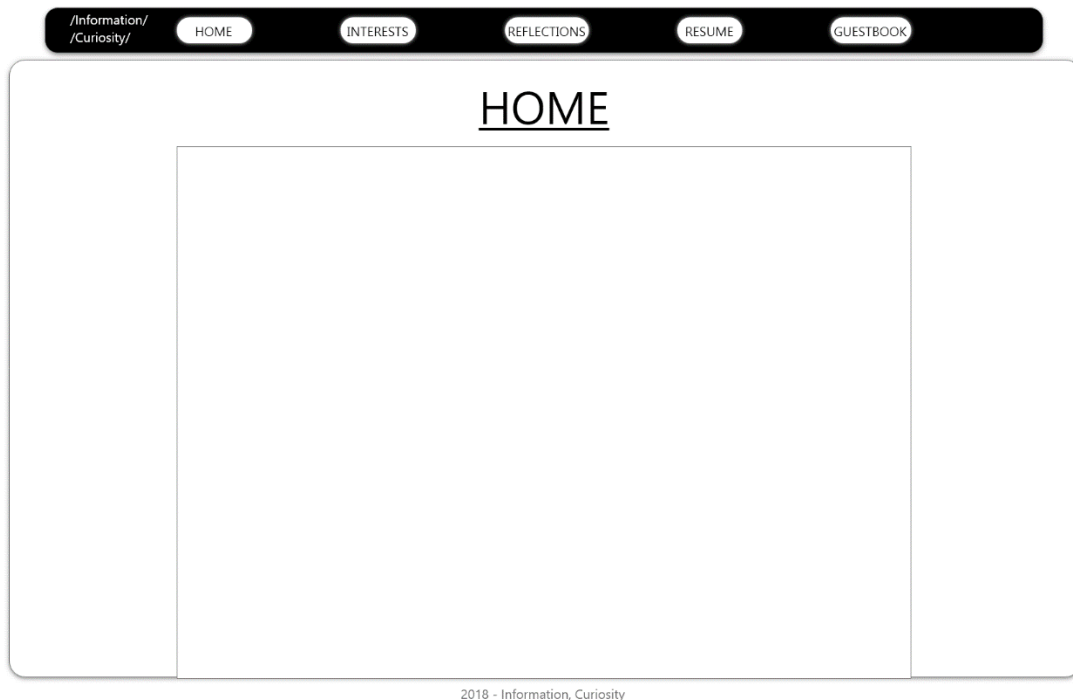 /Information/
/Curiosity/
HOME
INTERESTS
REFLECTIONS
RESUME
GUESTBOOK
HOME
2018 - Information, Curiosity